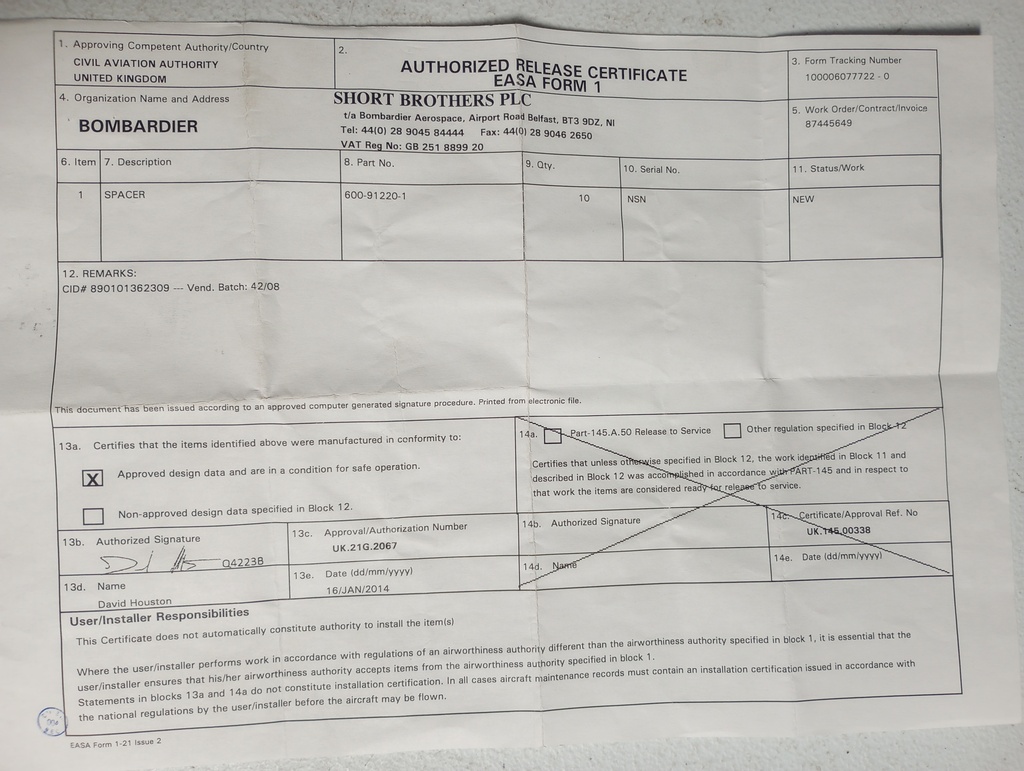 1. Approving Competent Authority/Country
CIVIL AVIATION AUTHORITY
UNITED KINGDOM
2.
AUTHORIZED RELEASE CERTIFICATE
EASA FORM 1
3. Form Tracking Number
100006077722 - 0
4. Organization Name and Address
BOMBARDIER
SHORT BROTHERS PLC
t/a Bombardier Aerospace, Airport Road Belfast, BT3 9DZ, NI
Tel: 44(0) 28 9045 84444 Fax: 44(0) 28 9046 2650
VAT Reg No: GB 251 8899 20
5. Work Order/Contract/Invoice
87445649
6. Item 7. Description 8. Part No. 9. Qty. 10. Serial No. 11. Status/Work
1 SPACER 600-91220-1 10 NSN NEW
12. REMARKS:
CID# 890101362309 --- Vend. Batch: 42/08
This document has been issued according to an approved computer generated signature procedure. Printed from electronic file.
13a. Certifies that the items identified above were manufactured in conformity to:
X Approved design data and are in a condition for safe operation.
Non-approved design data specified in Block 12.
14a. Part-145.A.50 Release to Service Other regulation specified in Block 12
Certifies that unless otherwise specified in Block 12, the work identified in Block 11 and
described in Block 12 was accomplished in accordance with PART-145 and in respect to
that work the items are considered ready for release to service.
13b. Authorized Signature
Q4223B
13c. Approval/Authorization Number
UK.21G.2067
14b. Authorized Signature
14c. Certificate/Approval Ref. No
UK.145.00338
13d. Name
David Houston
13e. Date (dd/mm/yyyy)
16/JAN/2014
14d. Name
14e. Date (dd/mm/yyyy)
User/Installer Responsibilities
This Certificate does not automatically constitute authority to install the item(s)
Where the user/installer performs work in accordance with regulations of an airworthiness authority different than the airworthiness authority specified in block 1, it is essential that the
user/installer ensures that his/her airworthiness authority accepts items from the airworthiness authority specified in block 1.
Statements in blocks 13a and 14a do not constitute installation certification. In all cases aircraft maintenance records must contain an installation certification issued in accordance with
the national regulations by the user/installer before the aircraft may be flown.
EASA Form 1-21 Issue 2